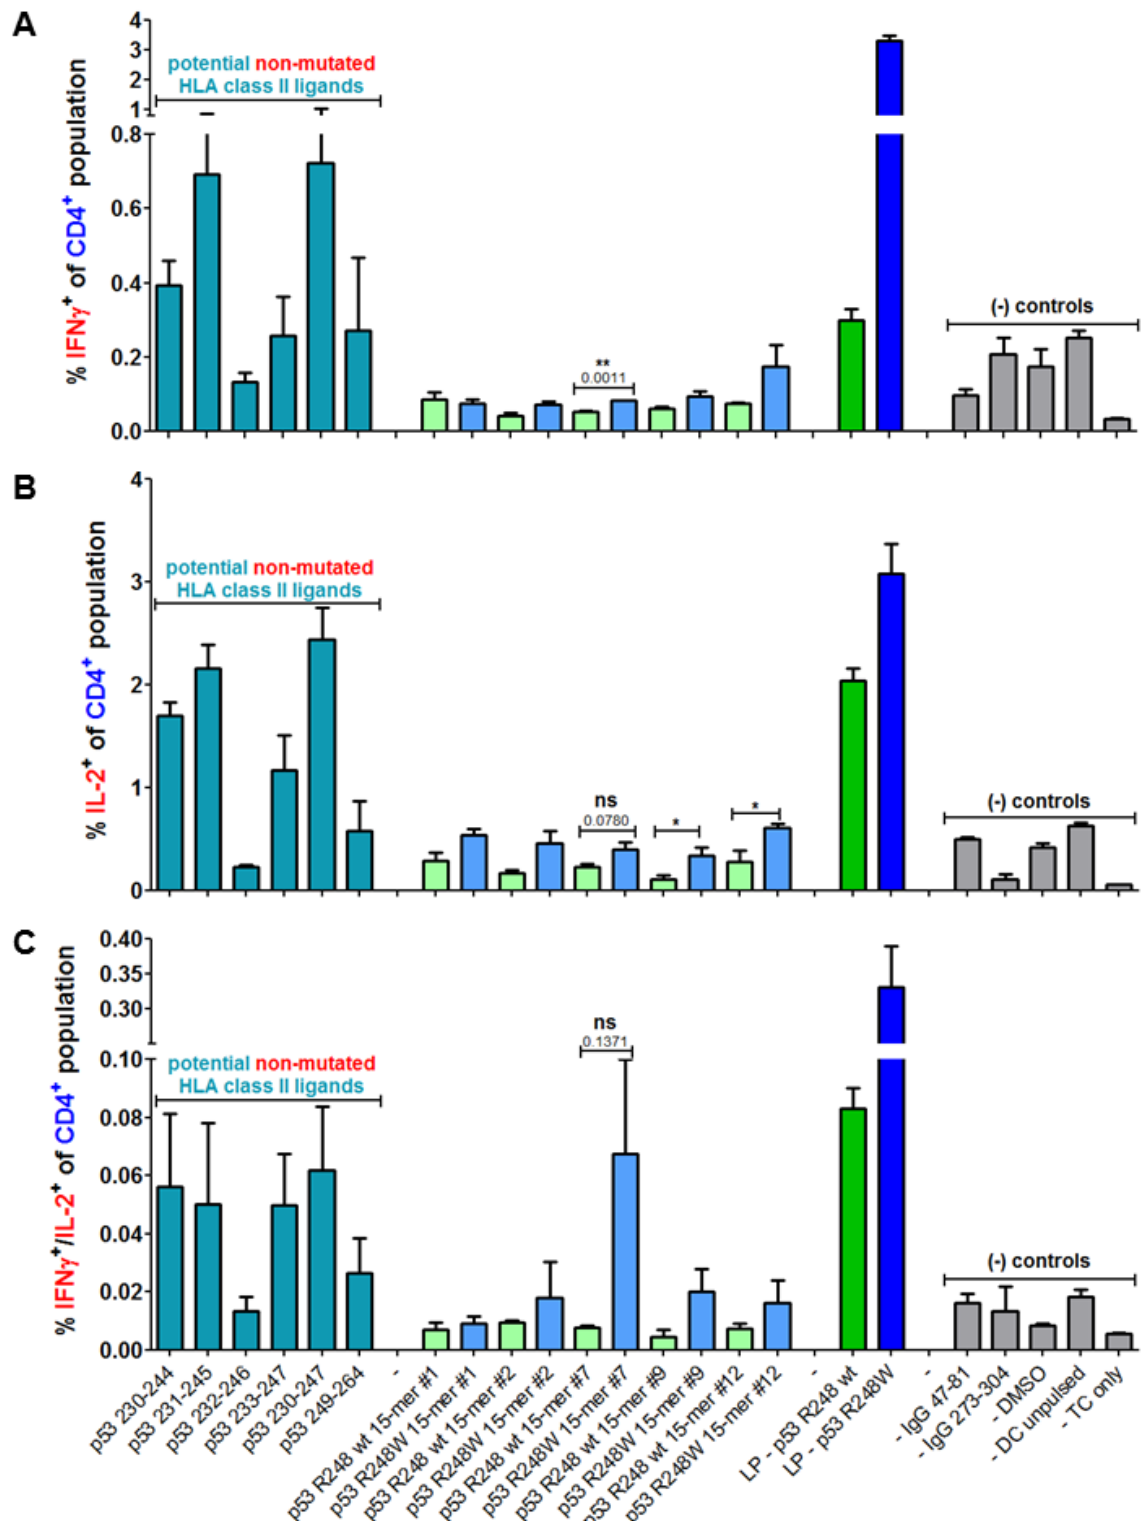 A
% IFNγ⁺ of CD4⁺ population
4
3
2
1
0.8
0.6
0.4
0.2
0.0
potential non-mutated
HLA class II ligands
**
0.0011
(-) controls
B
% IL-2⁺ of CD4⁺ population
4
3
2
1
0
potential non-mutated
HLA class II ligands
ns
0.0780
*
*
(-) controls
C
% IFNγ⁺/IL-2⁺ of CD4⁺ population
0.40
0.35
0.30
0.10
0.08
0.06
0.04
0.02
0.00
potential non-mutated
HLA class II ligands
ns
0.1371
(-) controls
p53 230-244
p53 231-245
p53 232-246
p53 233-247
p53 230-247
p53 249-264
-
p53 R248 wt 15-mer #1
p53 R248W 15-mer #1
p53 R248 wt 15-mer #2
p53 R248W 15-mer #2
p53 R248 wt 15-mer #7
p53 R248W 15-mer #7
p53 R248 wt 15-mer #9
p53 R248W 15-mer #9
p53 R248 wt 15-mer #12
p53 R248W 15-mer #12
-
LP - p53 R248 wt
LP - p53 R248W
-
- IgG 47-81
- IgG 273-304
- DMSO
- DC unpulsed
- TC only